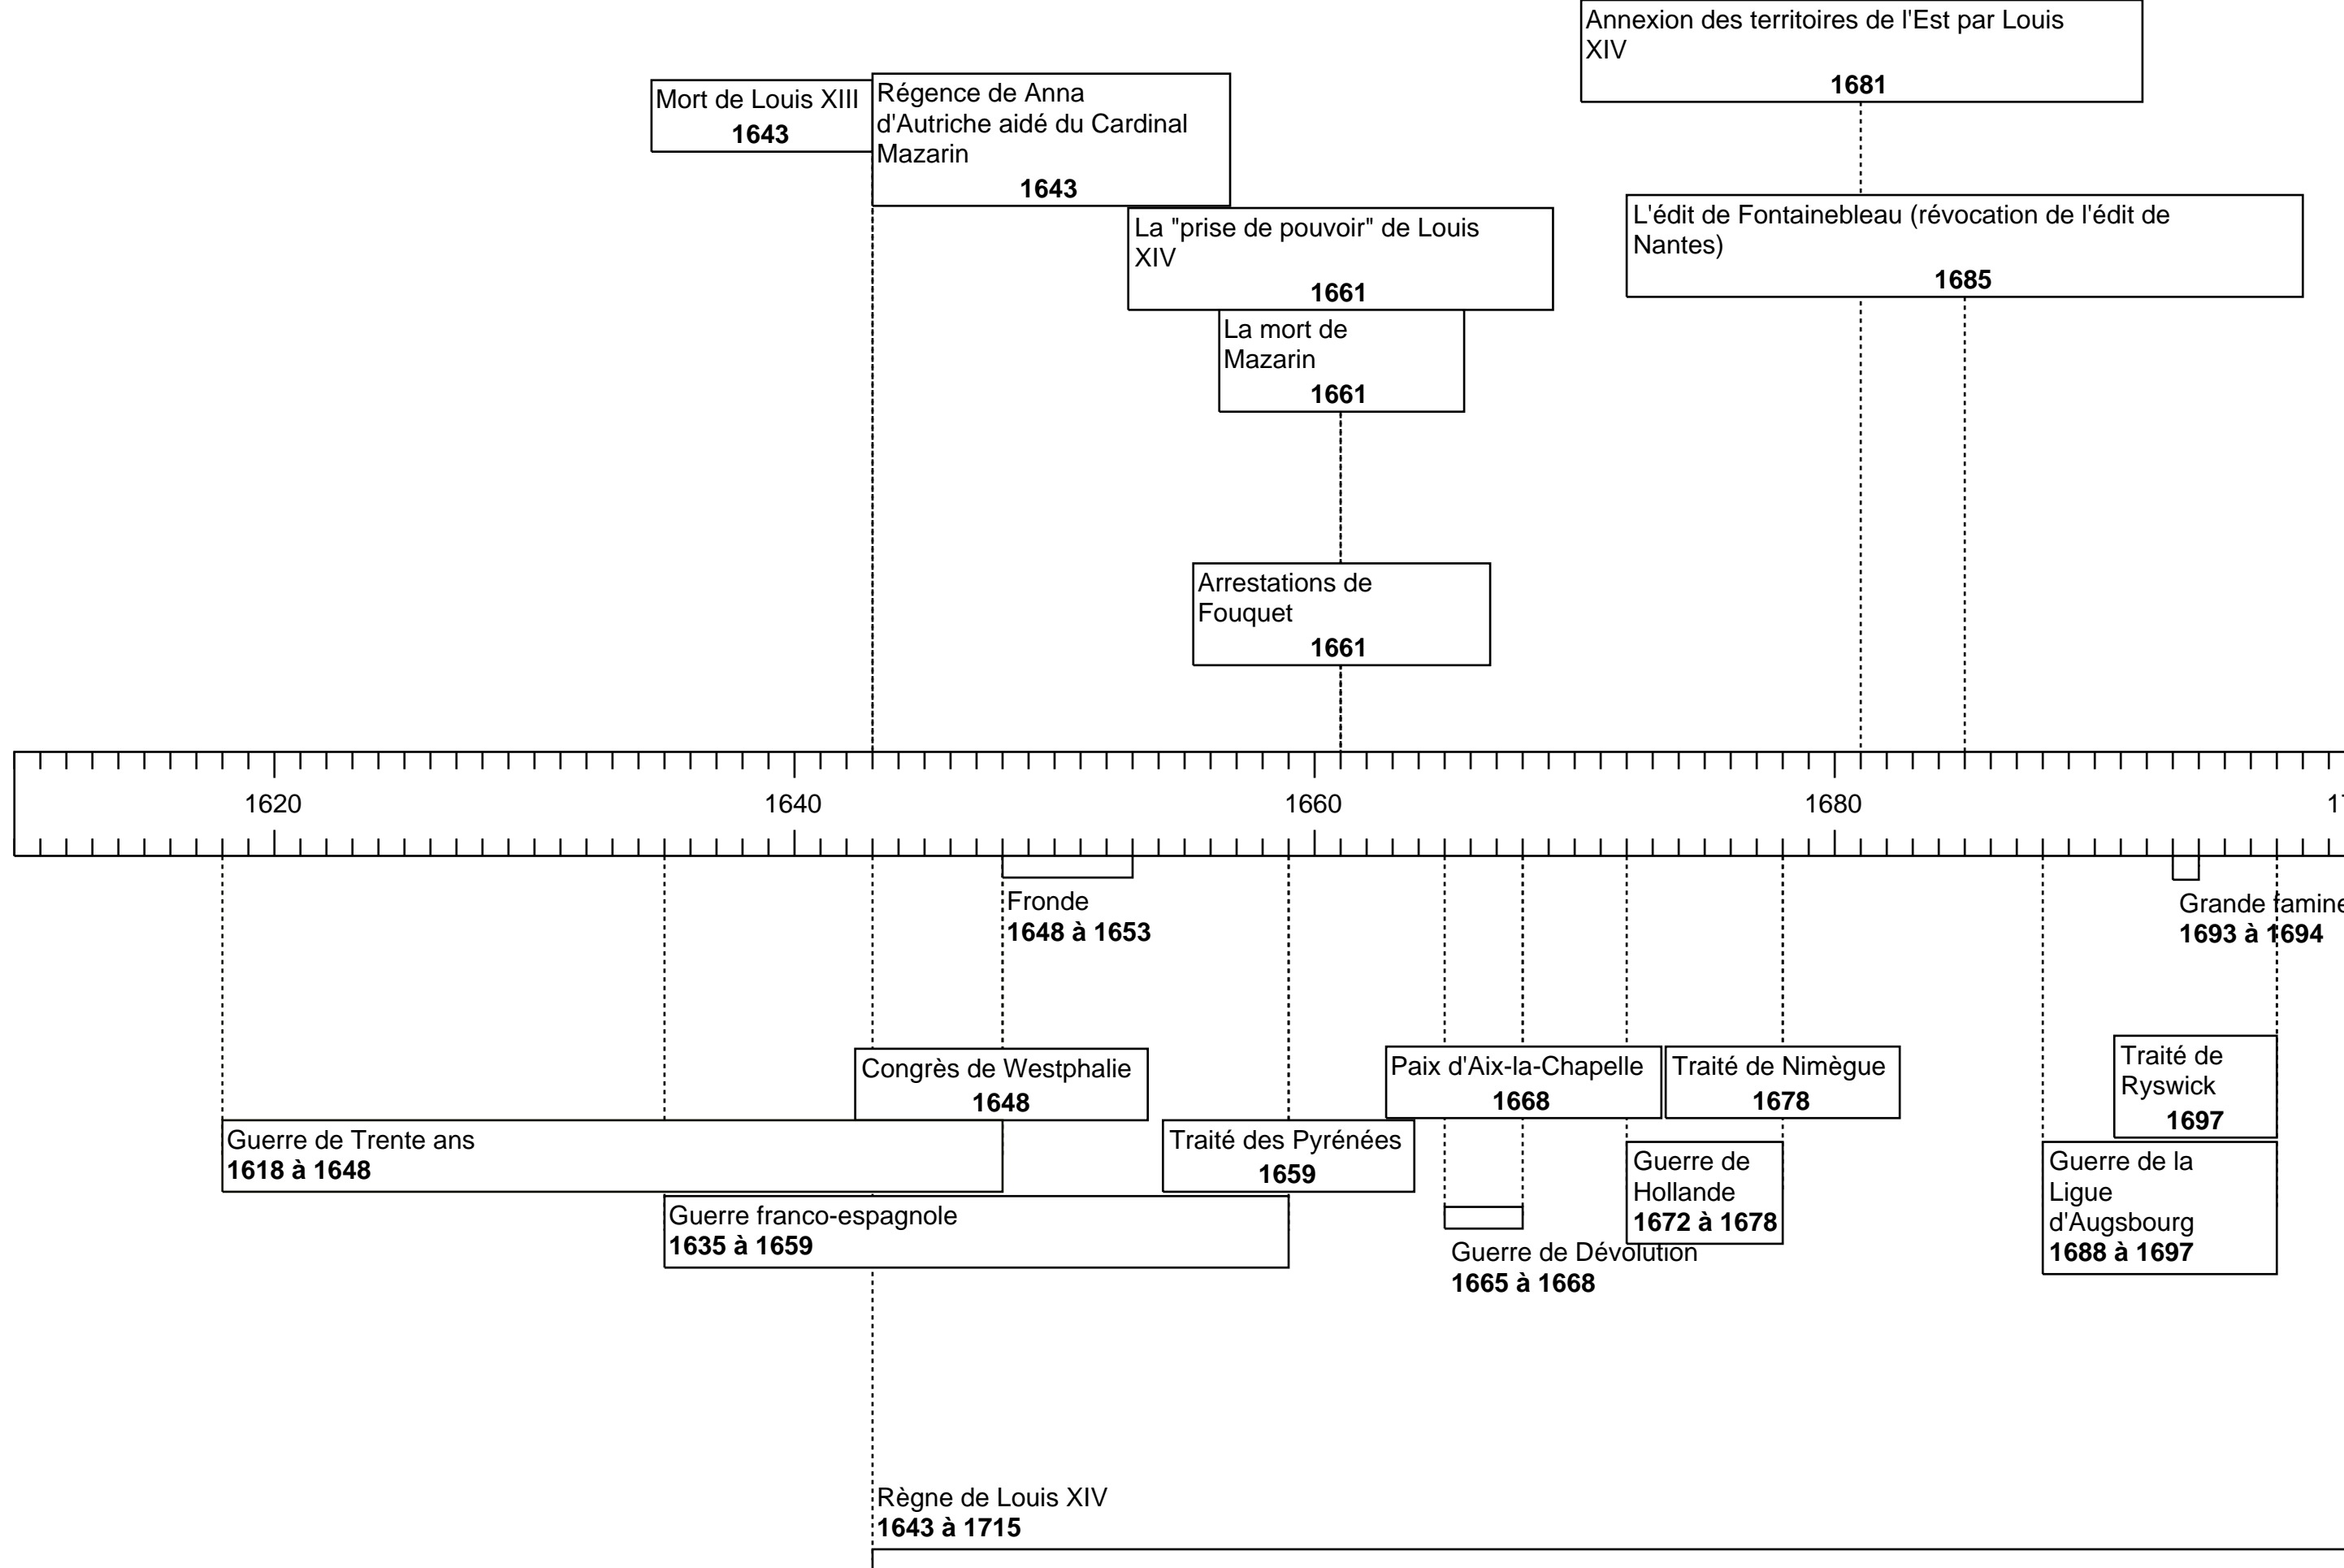 Annexion des territoires de l'Est par Louis
XIV
1681
Mort de Louis XIII
1643
Régence de Anna
d'Autriche aidé du Cardinal
Mazarin
1643
L'édit de Fontainebleau (révocation de l'édit de
Nantes)
1685
La "prise de pouvoir" de Louis
XIV
1661
La mort de
Mazarin
1661
Arrestations de
Fouquet
1661
1620
1640
1660
1680
Fronde
1648 à 1653
Grande famine
1693 à 1694
Congrès de Westphalie
1648
Paix d'Aix-la-Chapelle
1668
Traité de Nimègue
1678
Traité de
Ryswick
1697
Guerre de Trente ans
1618 à 1648
Traité des Pyrénées
1659
Guerre de
Hollande
1672 à 1678
Guerre de la
Ligue
d'Augsbourg
1688 à 1697
Guerre franco-espagnole
1635 à 1659
Guerre de Dévolution
1665 à 1668
Règne de Louis XIV
1643 à 1715